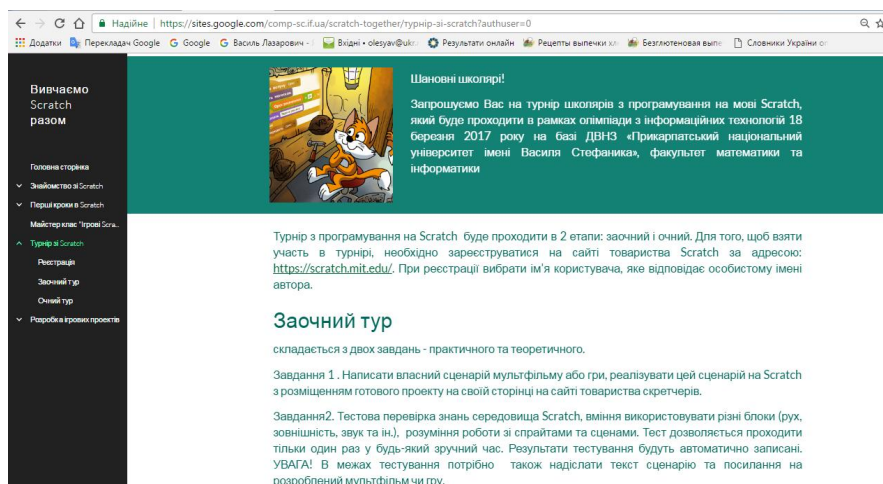 Надійне | https://sites.google.com/comp-sc.if.ua/scratch-together/турнір-зі-scratch?authuser=0
Додатки Перекладач Google Google Василь Лазарович - Вхідні • olesyav@ukr. Результати онлайн Рецепты выпечки хл Безглютеновая выпе Словники України on
Вивчаємо
Scratch
разом
Головна сторінка
Знайомство зі Scratch
Перші кроки в Scratch
Майстер клас "Ігрові Scra...
Турнір зі Scratch
Реєстрація
Заочний тур
Очний тур
Розробка ігрових проектів
Шановні школярі!
Запрошуємо Вас на турнір школярів з програмування на мові Scratch,
який буде проходити в рамках олімпіади з інформаційних технологій 18
березня 2017 року на базі ДВНЗ «Прикарпатський національний
університет імені Василя Стефаника», факультет математики та
інформатики
Турнір з програмування на Scratch буде проходити в 2 етапи: заочний і очний. Для того, щоб взяти
участь в турнірі, необхідно зареєструватися на сайті товариства Scratch за адресою:
https://scratch.mit.edu/. При реєстрації вибрати ім'я користувача, яке відповідає особистому імені
автора.
Заочний тур
складається з двох завдань - практичного та теоретичного.
Завдання 1 . Написати власний сценарій мультфільму або гри, реалізувати цей сценарій на Scratch
з розміщенням готового проекту на своїй сторінці на сайті товариства скретчерів.
Завдання2. Тестова перевірка знань середовища Scratch, вміння використовувати різні блоки (рух,
зовнішність, звук та ін.), розуміння роботи зі спрайтами та сценами. Тест дозволяється проходити
тільки один раз у будь-який зручний час. Результати тестування будуть автоматично записані.
УВАГА! В межах тестування потрібно також надіслати текст сценарію та посилання на
розроблений мультфільм чи гру.